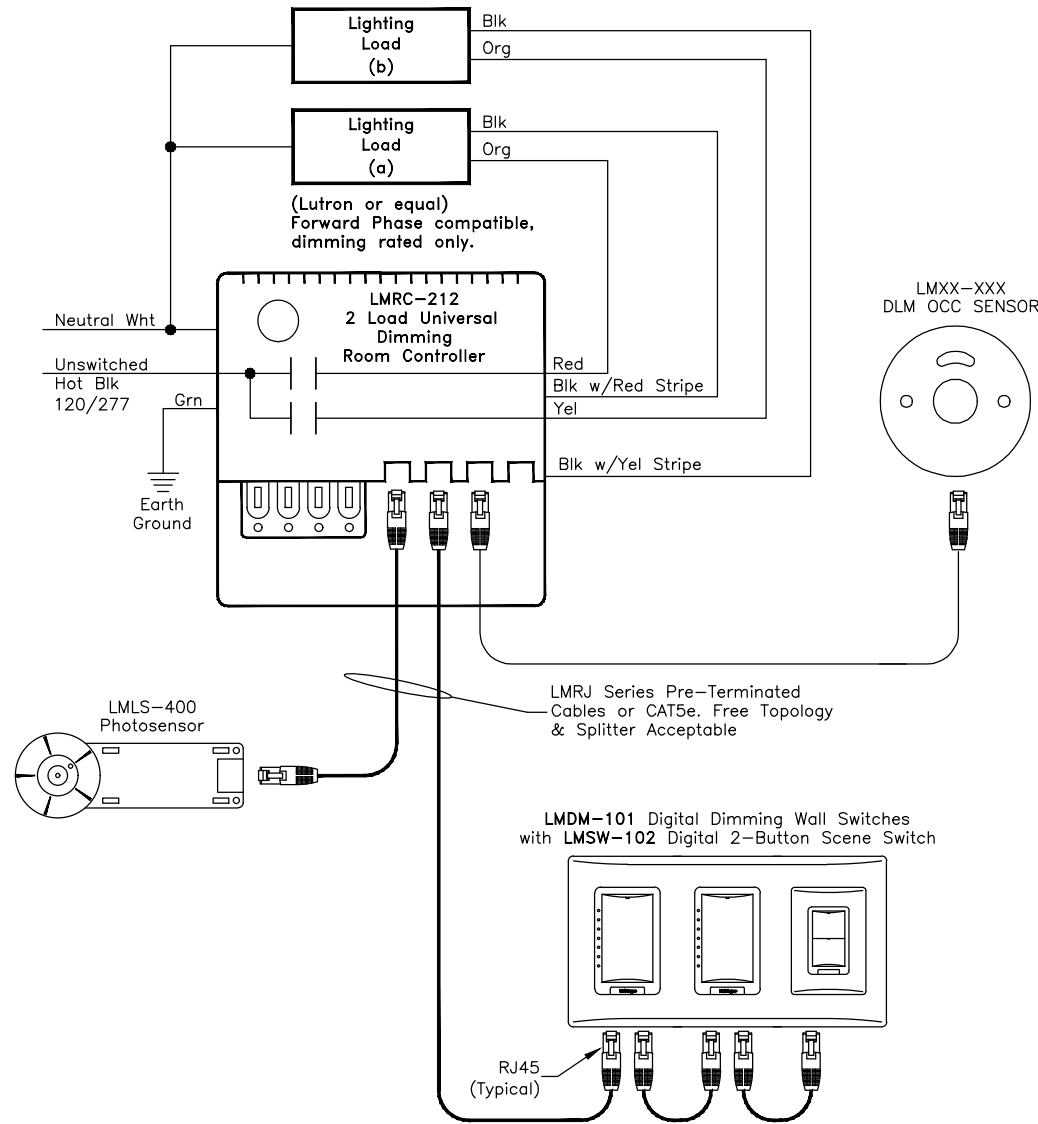 Lighting
Load
(b)
Blk
Org
Lighting
Load
(a)
Blk
Org
(Lutron or equal)
Forward Phase compatible,
dimming rated only.
LMRC-212
2 Load Universal
Dimming
Room Controller
Neutral Wht
Unswitched
Hot Blk
120/277
Grn
Earth
Ground
Red
Blk w/Red Stripe
Yel
Blk w/Yel Stripe
LMXX-XXX
DLM OCC SENSOR
LMRJ Series Pre-Terminated
Cables or CAT5e. Free Topology
& Splitter Acceptable
LMLS-400
Photosensor
LMDM-101 Digital Dimming Wall Switches
with LMSW-102 Digital 2-Button Scene Switch
RJ45
(Typical)